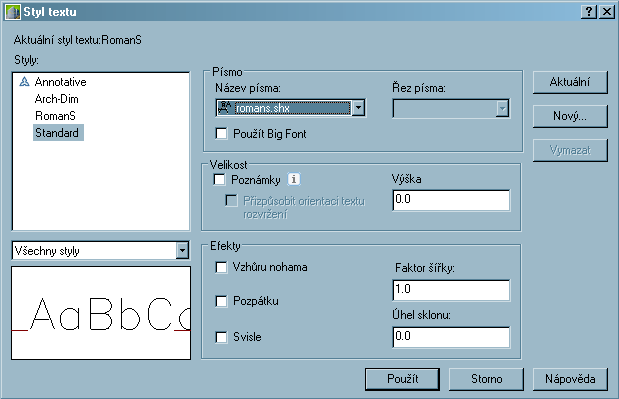 Styl textu
Aktuální styl textu:RomanS
Styly:
Annotative
Arch-Dim
RomanS
Standard
Všechny styly
AaBbCc
Písmo
Název písma:
Řez písma:
romans.shx
Použít Big Font
Velikost
Poznámky
Výška
Přizpůsobit orientaci textu
rozvržení
0.0
Efekty
Vzhůru nohama
Faktor šířky:
1.0
Pozpátku
Úhel sklonu:
Svisle
0.0
Aktuální
Nový...
Vymazat
Použít
Storno
Nápověda